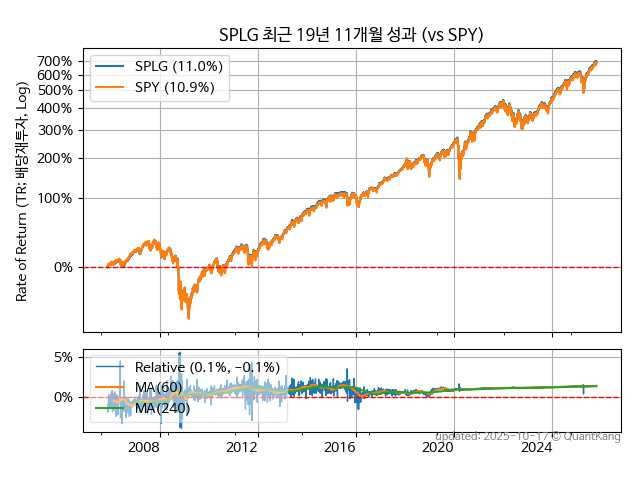 SPLG 최근 19년 11개월 성과 (vs SPY)
SPLG (11.0%)
SPY (10.9%)
700%
600%
500%
400%
300%
200%
100%
0%
Rate of Return (TR; 배당재투자, Log)
5%
0%
Relative (0.1%, -0.1%)
MA(60)
MA(240)
updated: 2025-10-17 © QuantKang
2008
2012
2016
2020
2024